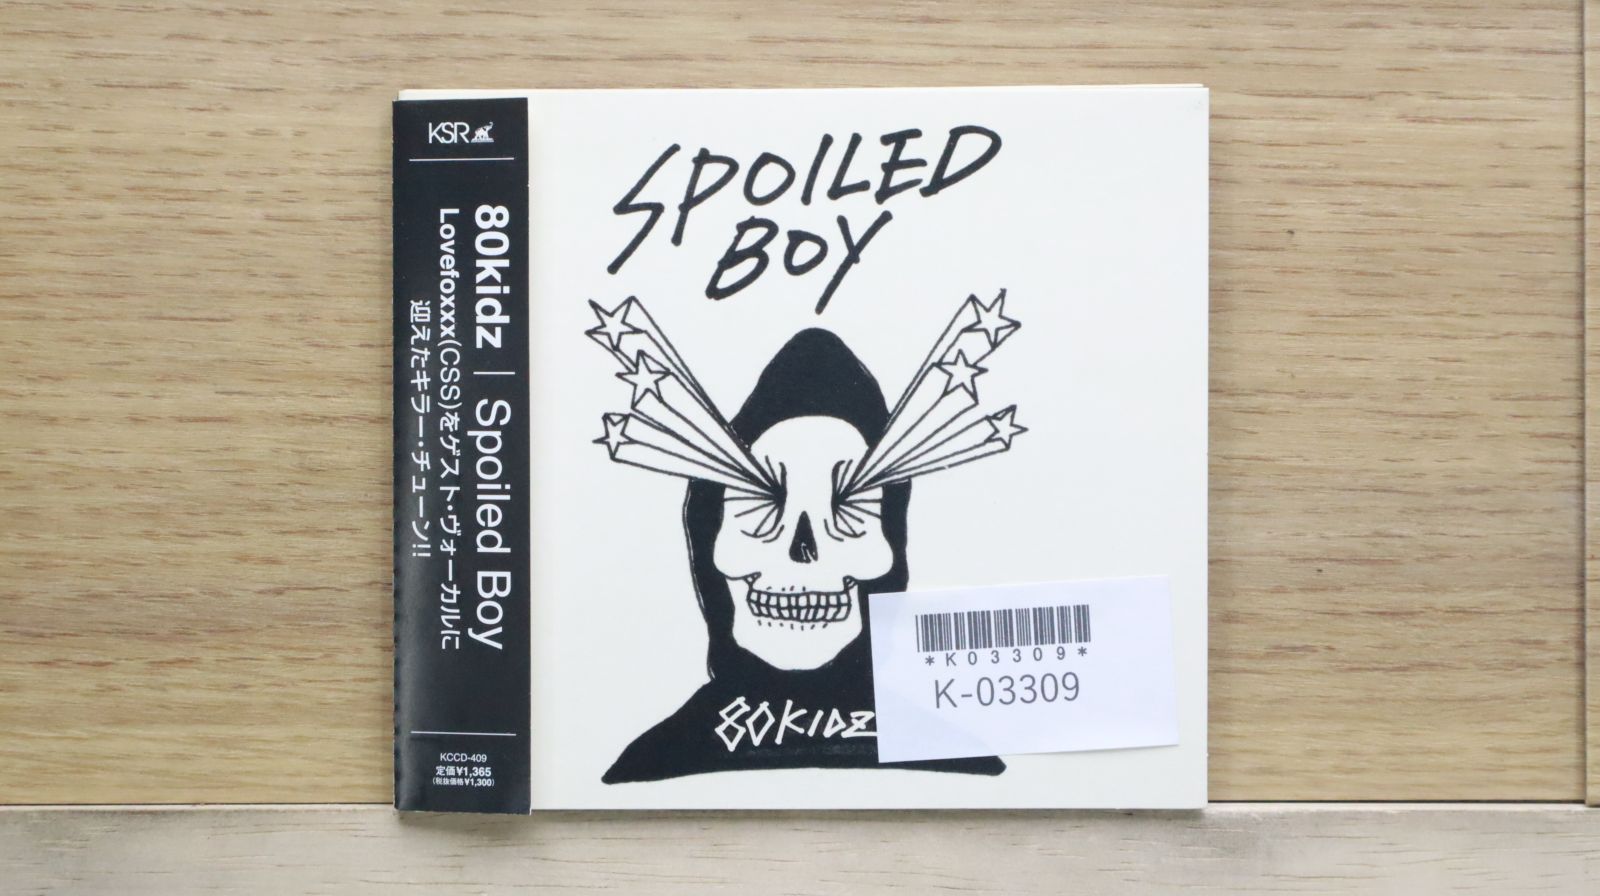 KSR
80kidz | Spoiled Boy
Lovefoxxx(CSS)をゲスト・ヴォーカルに
迎えたキラー・チューン!!
KCCD-409
定価¥1,365
(税抜価格¥1,300)
SPOILED
BOY
80KIDZ
*K03309*
K-03309